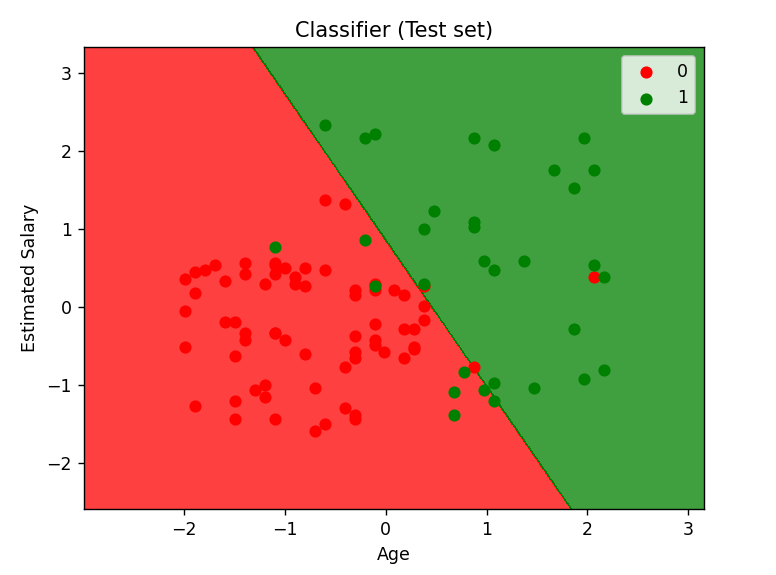 Classifier (Test set)
0
1
3
2
1
0
−1
−2
Estimated Salary
−2 −1 0 1 2 3
Age